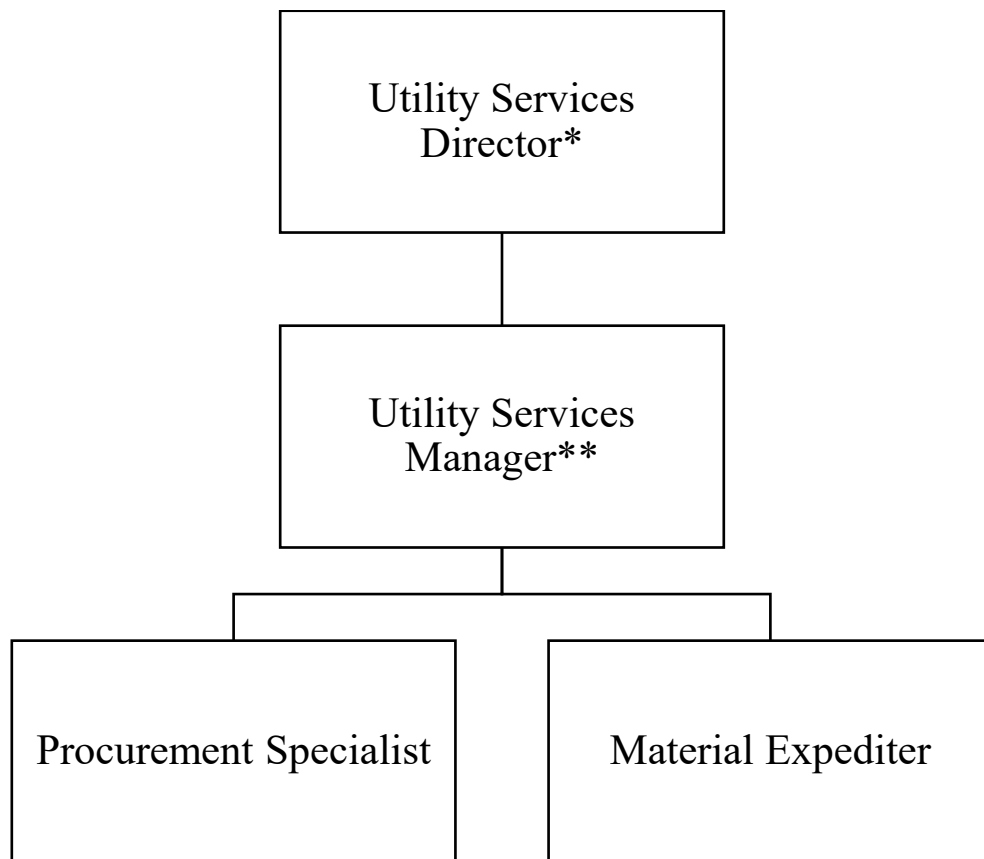 Utility Services
Director*
Utility Services
Manager**
Procurement Specialist
Material Expediter